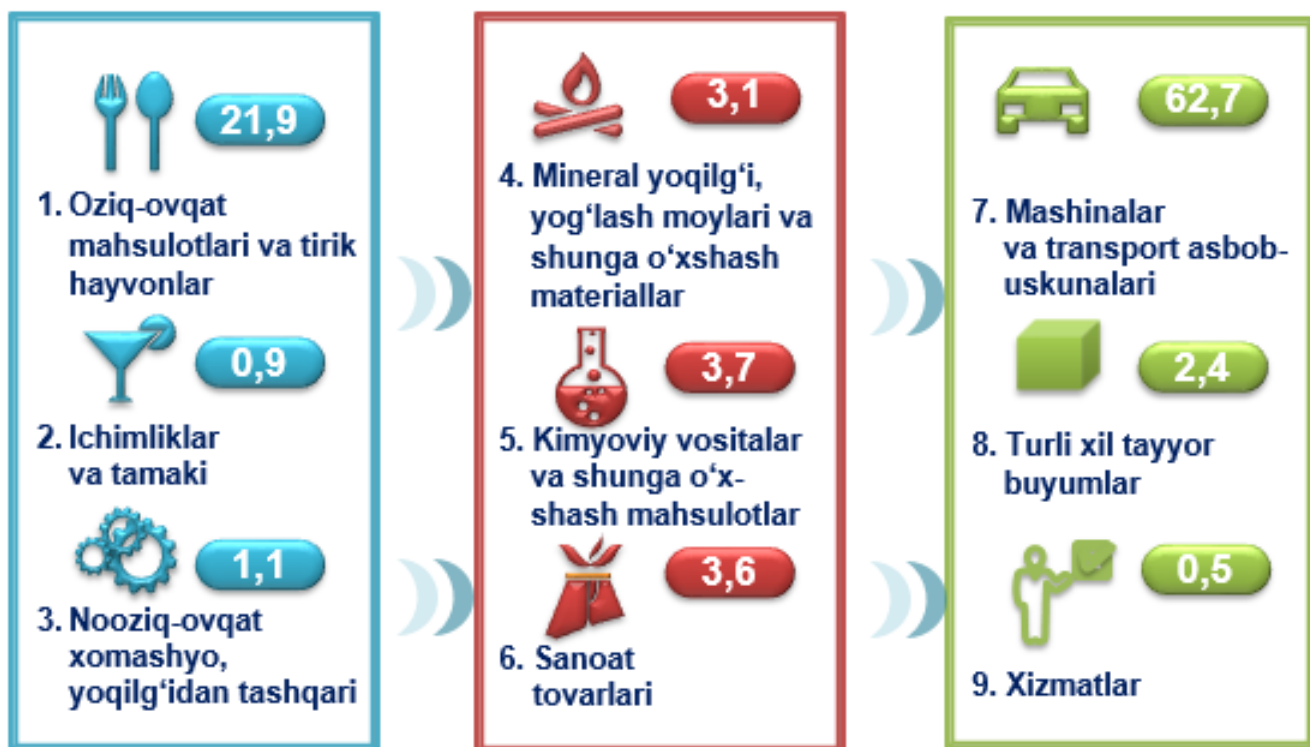 21,9
1. Oziq-ovqat
mahsulotlari va tirik
hayvonlar
0,9
2. Ichimliklar
va tamaki
1,1
3. Nooziq-ovqat
xomashyo,
yoqilg‘idan tashqari
3,1
4. Mineral yoqilg‘i,
yog‘lash moylari va
shunga o‘xshash
materiallar
3,7
5. Kimyoviy vositalar
va shunga o‘x-
shash mahsulotlar
3,6
6. Sanoat
tovarlari
62,7
7. Mashinalar
va transport asbob-
uskunalari
2,4
8. Turli xil tayyor
buyumlar
0,5
9. Xizmatlar